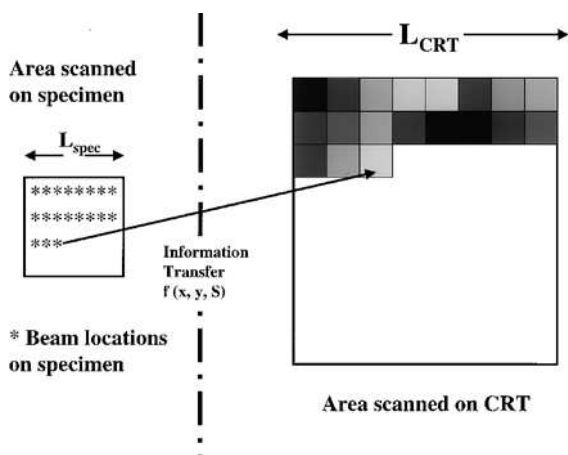 Area scanned
on specimen
L_spec
********
********
***
* Beam locations
on specimen
Information
Transfer
f (x, y, S)
L_CRT
Area scanned on CRT